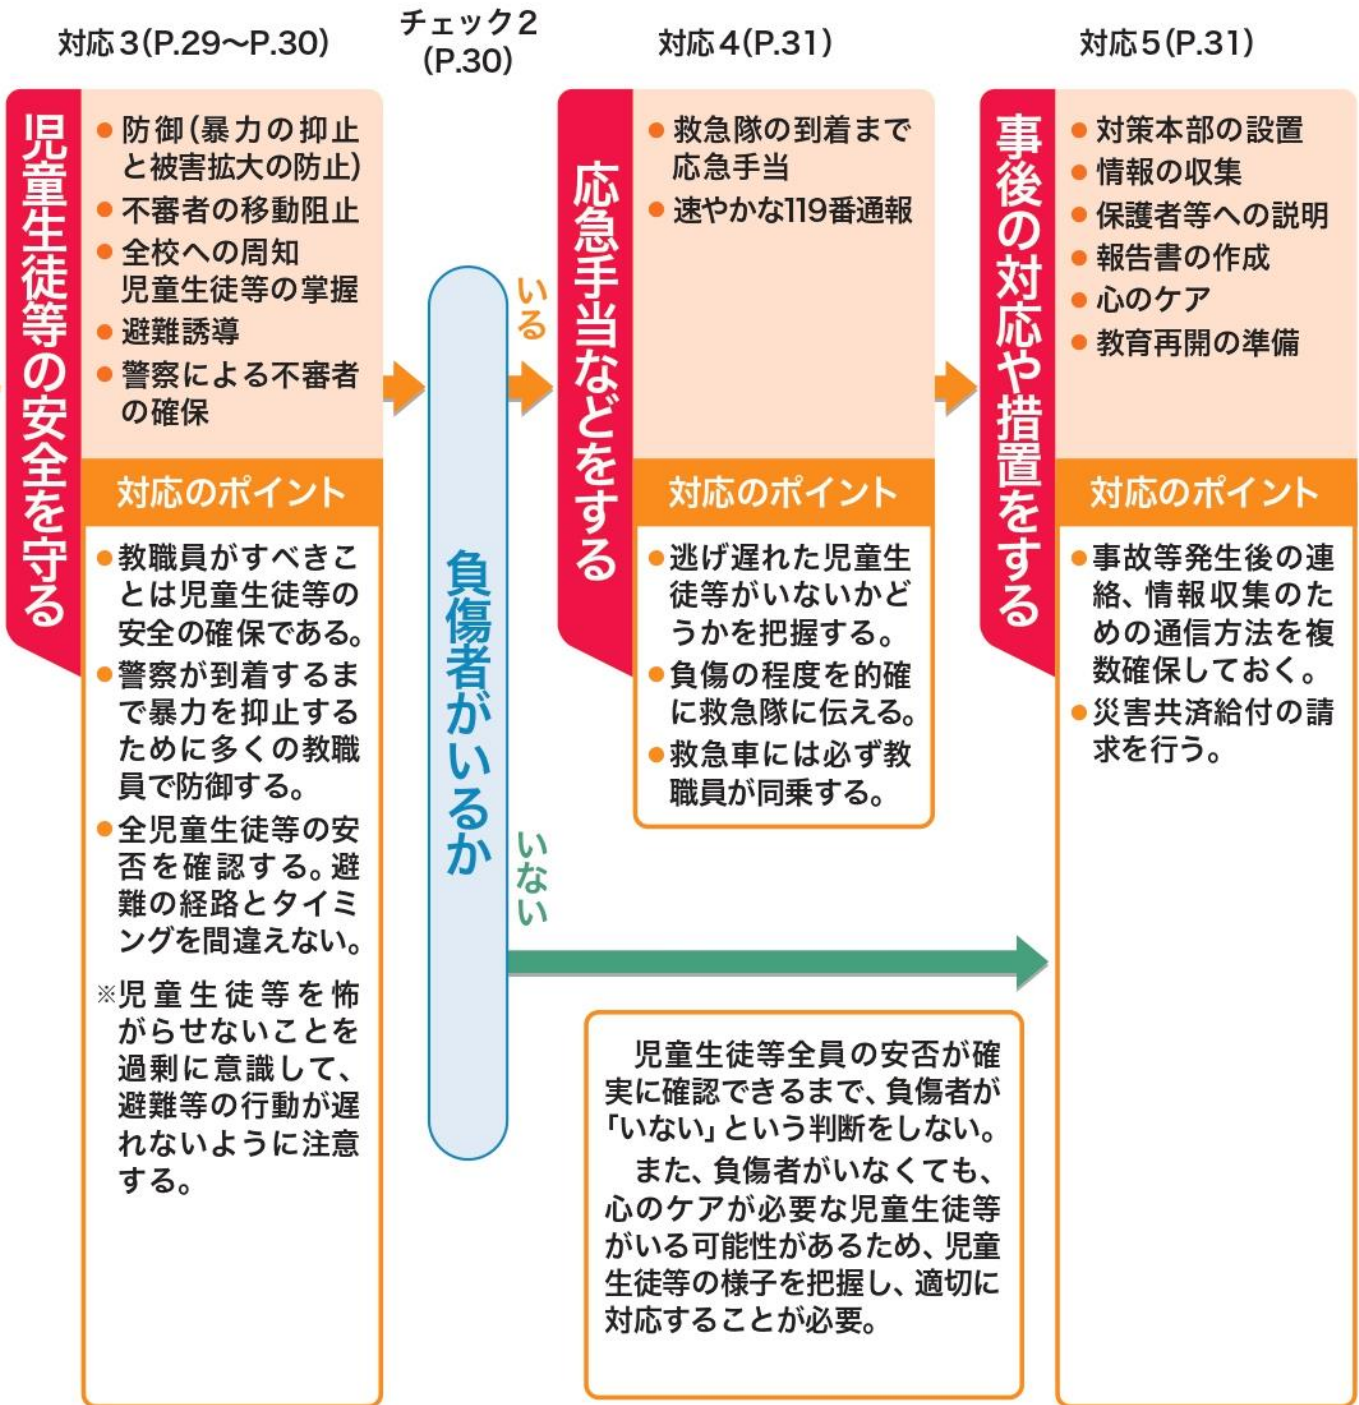 対応3(P.29〜P.30)
児童生徒等の安全を守る
●防御(暴力の抑止
と被害拡大の防止)
●不審者の移動阻止
●全校への周知
児童生徒等の掌握
●避難誘導
●警察による不審者
の確保
対応のポイント
●教職員がすべきこ
とは児童生徒等の
安全の確保である。
●警察が到着するま
で暴力を抑止する
ために多くの教職
員で防御する。
●全児童生徒等の安
否を確認する。避
難の経路とタイミ
ングを間違えない。
※児童生徒等を怖
がらせないことを
過剰に意識して、
避難等の行動が遅
れないように注意
する。
チェック2
(P.30)
負傷者がいるか
いる
いない
対応4(P.31)
応急手当などをする
●救急隊の到着まで
応急手当
●速やかな119番通報
対応のポイント
●逃げ遅れた児童生
徒等がいないかど
うかを把握する。
●負傷の程度を的確
に救急隊に伝える。
●救急車には必ず教
職員が同乗する。
児童生徒等全員の安否が確
実に確認できるまで、負傷者が
「いない」という判断をしない。
また、負傷者がいなくても、
心のケアが必要な児童生徒等
がいる可能性があるため、児童
生徒等の様子を把握し、適切に
対応することが必要。
対応5(P.31)
事後の対応や措置をする
●対策本部の設置
●情報の収集
●保護者等への説明
●報告書の作成
●心のケア
●教育再開の準備
対応のポイント
●事故等発生後の連
絡、情報収集のた
めの通信方法を複
数確保しておく。
●災害共済給付の請
求を行う。